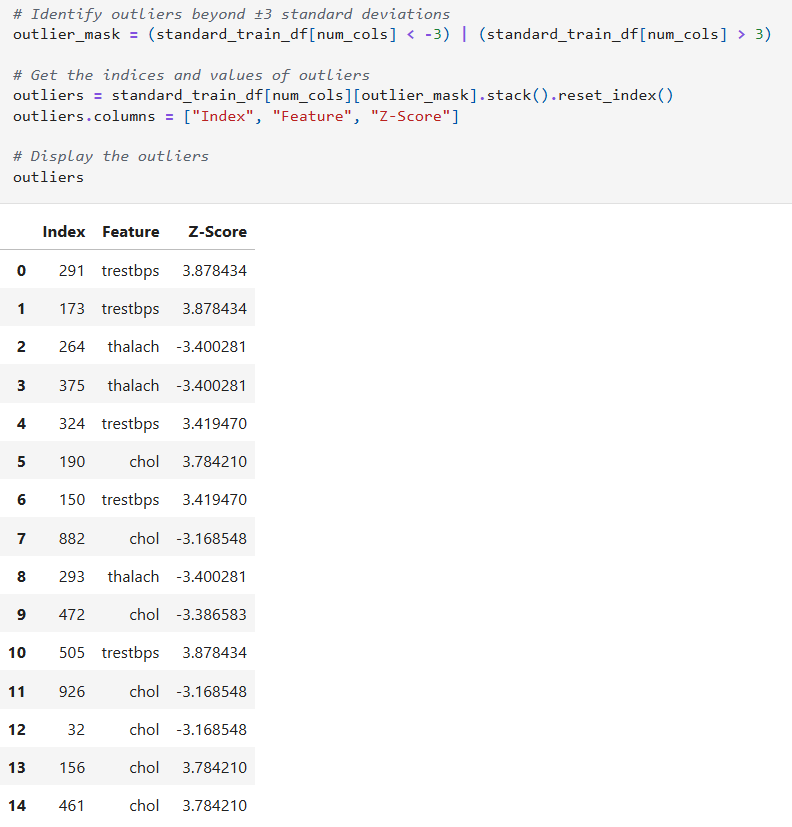 # Identify outliers beyond ±3 standard deviations
outlier_mask = (standard_train_df[num_cols] < -3) | (standard_train_df[num_cols] > 3)
# Get the indices and values of outliers
outliers = standard_train_df[num_cols][outlier_mask].stack().reset_index()
outliers.columns = ["Index", "Feature", "Z-Score"]
# Display the outliers
outliers
Index Feature Z-Score
0 291 trestbps 3.878434
1 173 trestbps 3.878434
2 264 thalach -3.400281
3 375 thalach -3.400281
4 324 trestbps 3.419470
5 190 chol 3.784210
6 150 trestbps 3.419470
7 882 chol -3.168548
8 293 thalach -3.400281
9 472 chol -3.386583
10 505 trestbps 3.878434
11 926 chol -3.168548
12 32 chol -3.168548
13 156 chol 3.784210
14 461 chol 3.784210